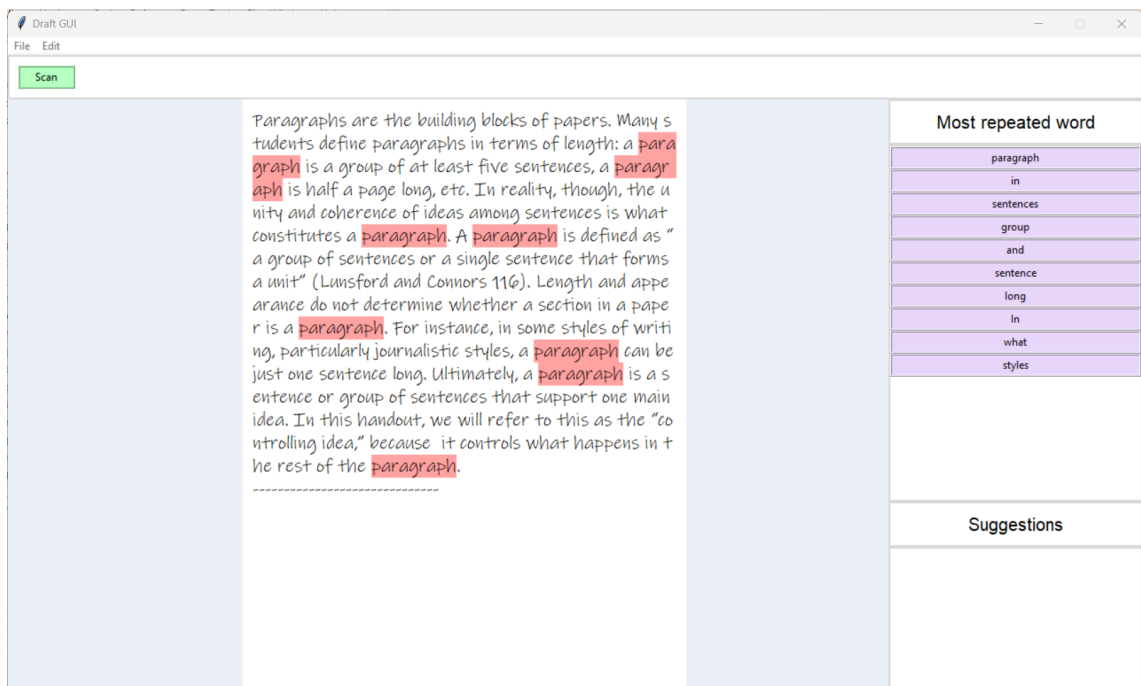 Draft GUI
File Edit
Scan
Paragraphs are the building blocks of papers. Many s
tudents define paragraphs in terms of length: a para
graph is a group of at least five sentences, a paragr
aph is half a page long, etc. In reality, though, the u
nity and coherence of ideas among sentences is what
constitutes a paragraph. A paragraph is defined as “
a group of sentences or a single sentence that forms
a unit” (Lunsford and Connors 116). Length and appe
arance do not determine whether a section in a pape
r is a paragraph. For instance, in some styles of writi
ng, particularly journalistic styles, a paragraph can be
just one sentence long. Ultimately, a paragraph is a s
entence or group of sentences that support one main
idea. In this handout, we will refer to this as the “co
ntrolling idea,” because  it controls what happens in t
he rest of the paragraph.
------------------------------
Most repeated word
paragraph
in
sentences
group
and
sentence
long
In
what
styles
Suggestions